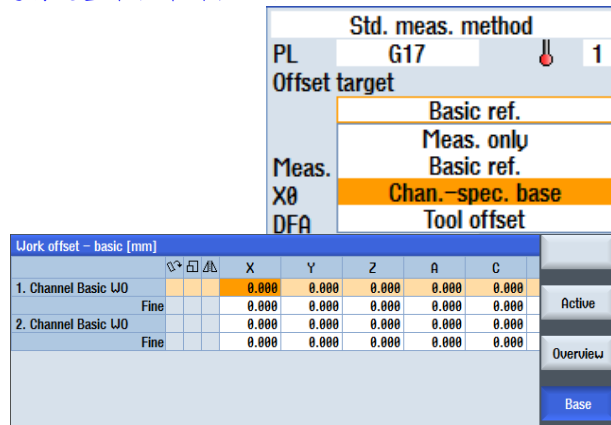 Std. meas. method
PL G17 1
Offset target
Basic ref.
Meas. only
Meas. Basic ref.
X0 Chan.-spec. base
DFA Tool offset
Work offset - basic [mm]
X Y Z A C
1. Channel Basic WO 0.000 0.000 0.000 0.000 0.000
Fine 0.000 0.000 0.000 0.000 0.000
2. Channel Basic WO 0.000 0.000 0.000 0.000 0.000
Fine 0.000 0.000 0.000 0.000 0.000
Active
Overview
Base